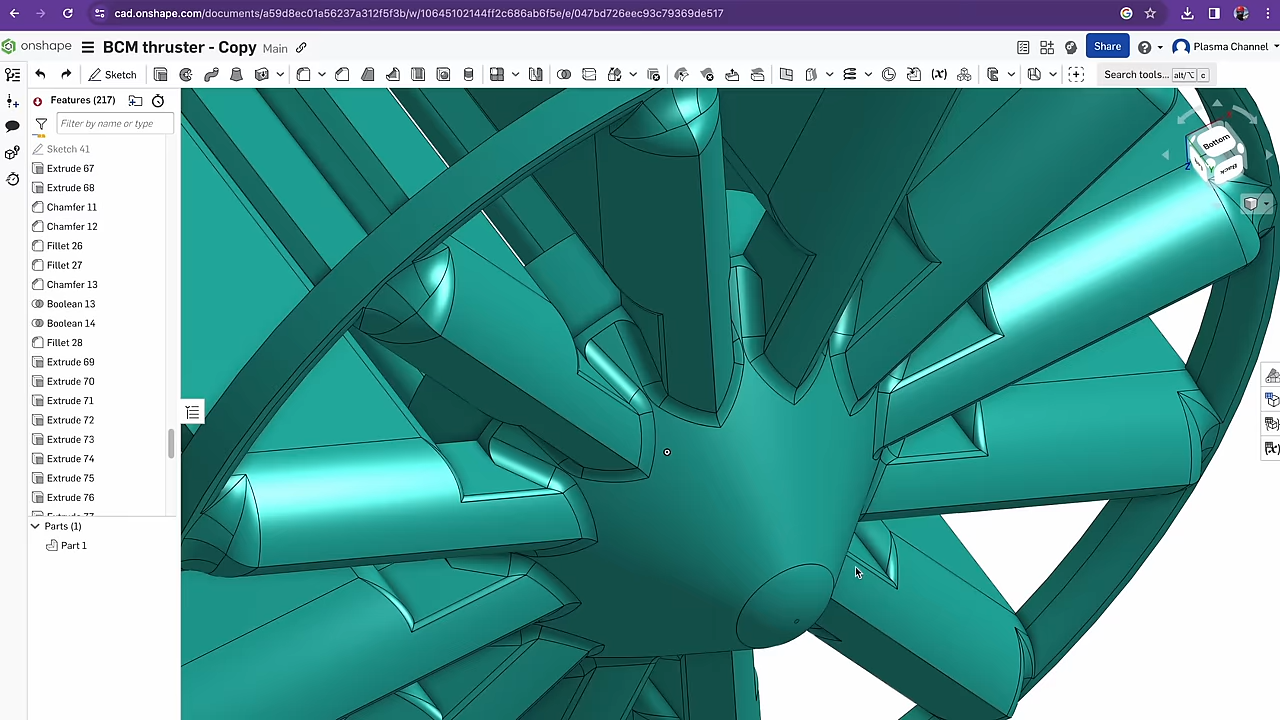 cad.onshape.com/documents/a59d8ec01a56237a312f5f3b/w/10645102144ff2c686ab6f5e/e/047bd726eec93c79369de517
onshape
BCM thruster - Copy
Main
Share
Plasma Channel
Sketch
Search tools...
alt/⌥
c
Features (217)
Filter by name or type
Sketch 41
Extrude 67
Extrude 68
Chamfer 11
Chamfer 12
Fillet 26
Fillet 27
Chamfer 13
Boolean 13
Boolean 14
Fillet 28
Extrude 69
Extrude 70
Extrude 71
Extrude 72
Extrude 73
Extrude 74
Extrude 75
Extrude 76
Parts (1)
Part 1
Bottom
Back
Z
Y